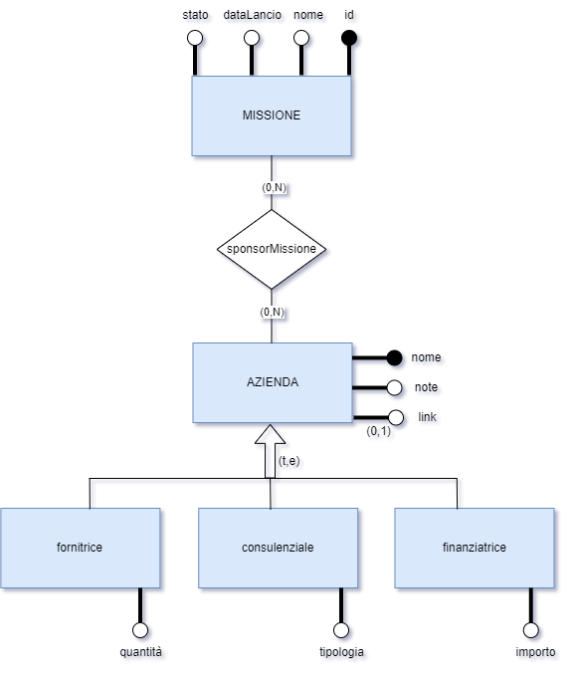 stato dataLancio nome id
MISSIONE
(0,N)
sponsorMissione
(0,N)
AZIENDA
nome
note
link
(0,1)
(t,e)
fornitrice consulenziale finanziatrice
quantità tipologia importo